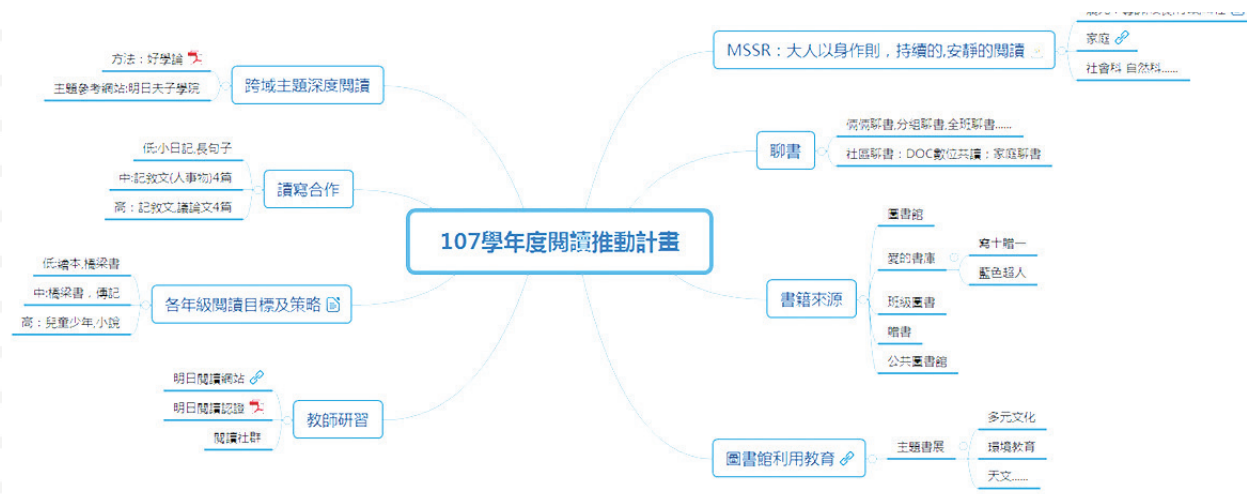 107學年度閱讀推動計畫
跨域主題深度閱讀
方法：好學論
主題參考網站:明日天子學院
讀寫合作
低:小日記,長句子
中:記敘文(人事物)4篇
高：記敘文,議論文4篇
各年級閱讀目標及策略
低:繪本,橋梁書
中:橋梁書，傳記
高：兒童少年,小說
教師研習
明日閱讀網站
明日閱讀認證
閱讀社群
MSSR：大人以身作則，持續的,安靜的閱讀
家庭
社會科 自然科......
聊書
倆倆聊書,分組聊書,全班聊書......
社區聊書：DOC數位共讀：家庭聊書
書籍來源
圖書館
愛的書庫
寫十贈一
藍色超人
班級圖書
贈書
公共圖書館
圖書館利用教育
主題書展
多元文化
環境教育
天文......